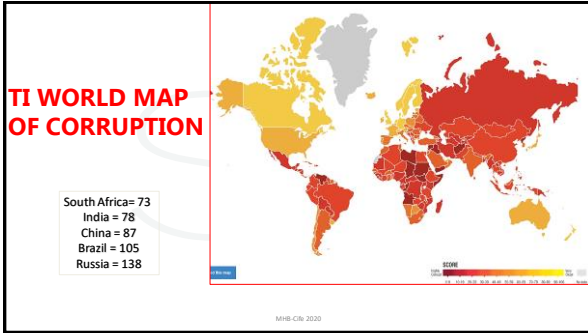 TI WORLD MAP
OF CORRUPTION
South Africa= 73
India = 78
China = 87
Brazil = 105
Russia = 138
SCORE
MHB-Cife 2020